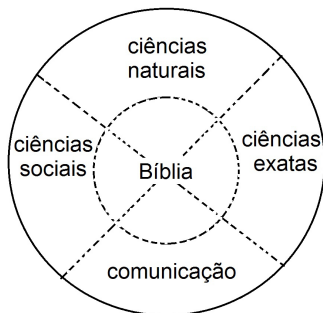 ciências
naturais
ciências
sociais
Bíblia
ciências
exatas
comunicação